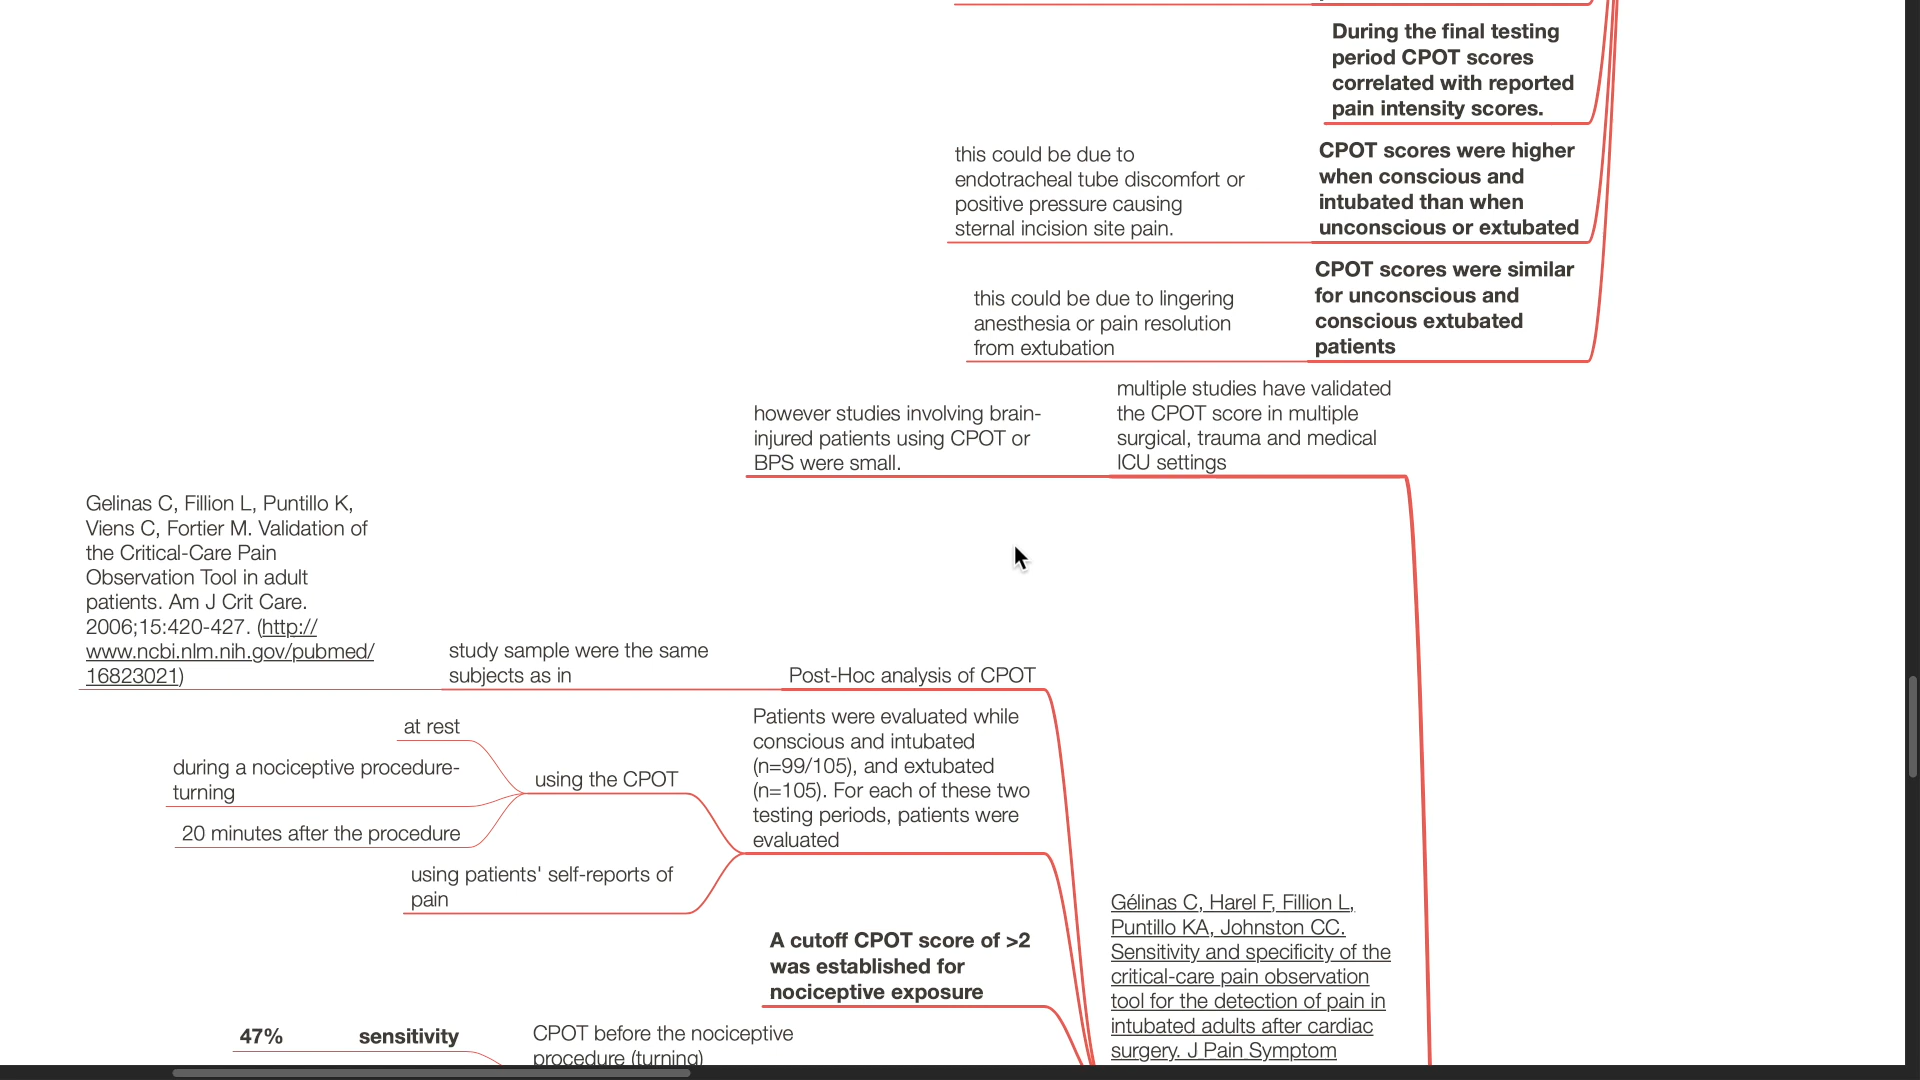 During the final testing
period CPOT scores
correlated with reported
pain intensity scores.
this could be due to
endotracheal tube discomfort or
positive pressure causing
sternal incision site pain.
CPOT scores were higher
when conscious and
intubated than when
unconscious or extubated
this could be due to lingering
anesthesia or pain resolution
from extubation
CPOT scores were similar
for unconscious and
conscious extubated
patients
however studies involving brain-
injured patients using CPOT or
BPS were small.
multiple studies have validated
the CPOT score in multiple
surgical, trauma and medical
ICU settings
Gelinas C, Fillion L, Puntillo K,
Viens C, Fortier M. Validation of
the Critical-Care Pain
Observation Tool in adult
patients. Am J Crit Care.
2006;15:420-427. (http://
www.ncbi.nlm.nih.gov/pubmed/
16823021)
study sample were the same
subjects as in
Post-Hoc analysis of CPOT
at rest
during a nociceptive procedure-
turning
20 minutes after the procedure
using the CPOT
using patients' self-reports of
pain
Patients were evaluated while
conscious and intubated
(n=99/105), and extubated
(n=105). For each of these two
testing periods, patients were
evaluated
A cutoff CPOT score of >2
was established for
nociceptive exposure
47%
sensitivity
CPOT before the nociceptive
procedure (turning)
Gélinas C, Harel F, Fillion L,
Puntillo KA, Johnston CC.
Sensitivity and specificity of the
critical-care pain observation
tool for the detection of pain in
intubated adults after cardiac
surgery. J Pain Symptom